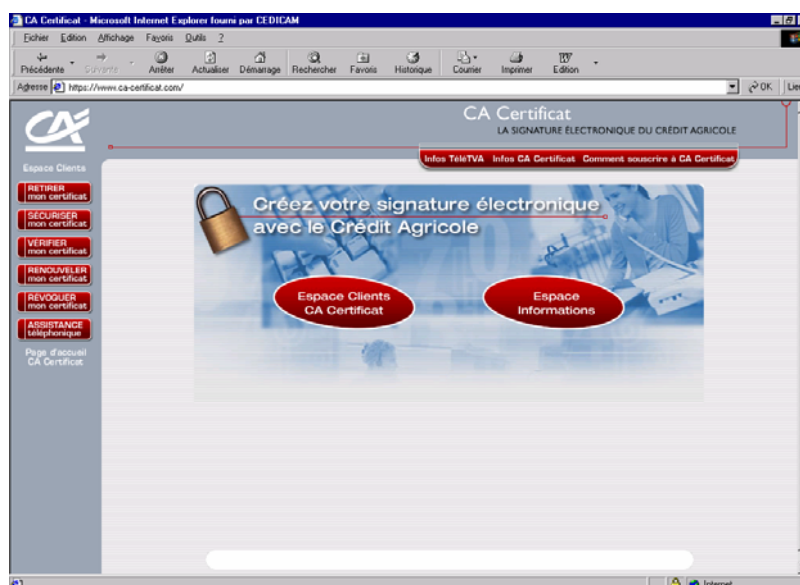 CA Certificat - Microsoft Internet Explorer fourni par CEDICAM
Fichier Edition Affichage Favoris Outils ?
Précédente Suivante Arrêter Actualiser Démarrage Rechercher Favoris Historique Courrier Imprimer Edition
Adresse https://www.ca-certificat.com/ OK Lie
CA
CA Certificat
LA SIGNATURE ÉLECTRONIQUE DU CRÉDIT AGRICOLE
Infos TéléTVA Infos CA Certificat Comment souscrire à CA Certificat
Espace Clients
RETIRER
mon certificat
SÉCURISER
mon certificat
VÉRIFIER
mon certificat
RENOUVELER
mon certificat
RÉVOQUER
mon certificat
ASSISTANCE
téléphonique
Page d'accueil
CA Certificat
Créez votre signature électronique
avec le Crédit Agricole
Espace Clients
CA Certificat
Espace
Informations
Internet